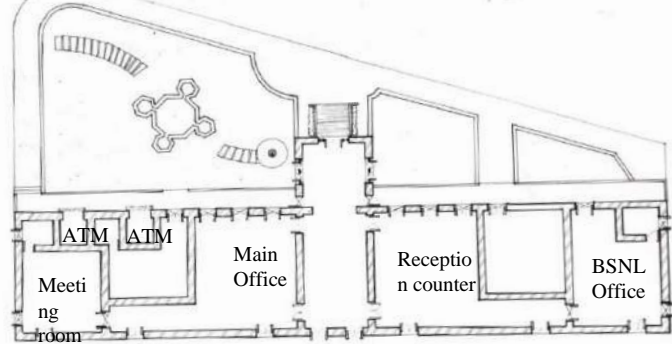 ATM
ATM
Main
Office
Receptio
n counter
BSNL
Office
Meeti
ng
room